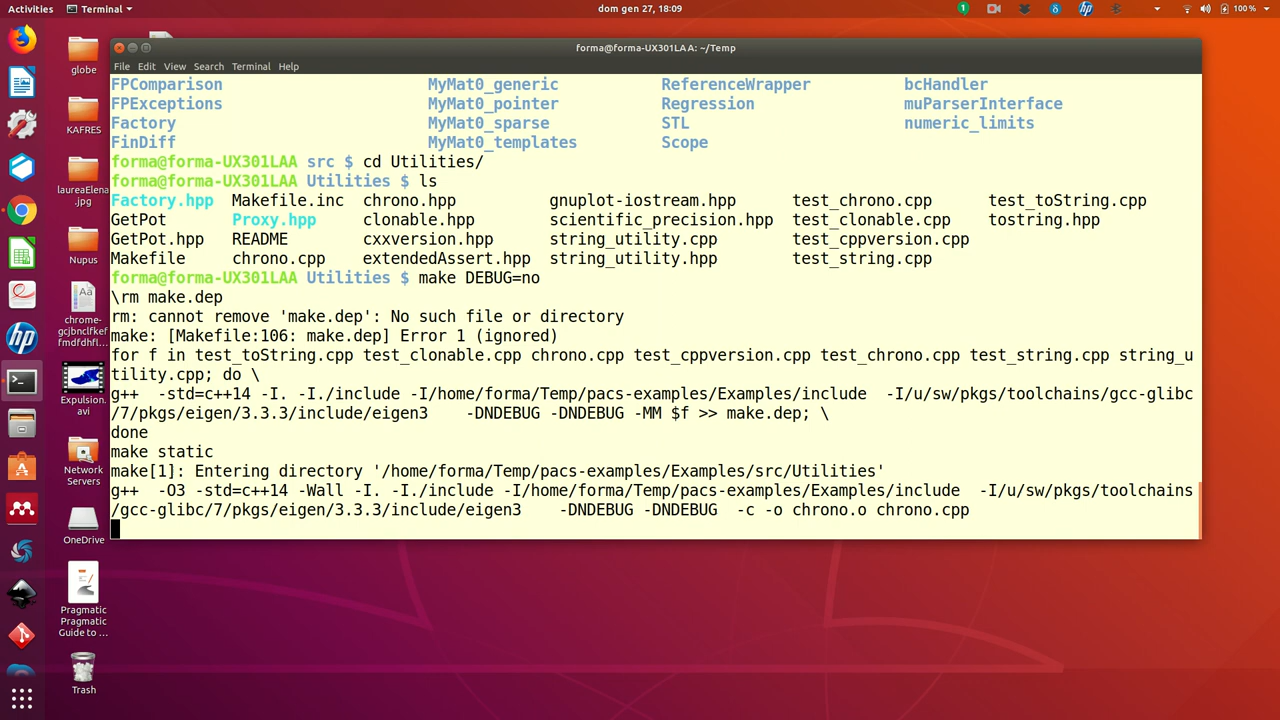 Activities Terminal dom gen 27, 18:09 100 %
forma@forma-UX301LAA: ~/Temp
File Edit View Search Terminal Help
FPComparison MyMat0_generic ReferenceWrapper bcHandler
FPExceptions MyMat0_pointer Regression muParserInterface
Factory MyMat0_sparse STL numeric_limits
FinDiff MyMat0_templates Scope
forma@forma-UX301LAA src $ cd Utilities/
forma@forma-UX301LAA Utilities $ ls
Factory.hpp Makefile.inc chrono.hpp gnuplot-iostream.hpp test_chrono.cpp test_toString.cpp
GetPot Proxy.hpp clonable.hpp scientific_precision.hpp test_clonable.cpp tostring.hpp
GetPot.hpp README cxxversion.hpp string_utility.cpp test_cppversion.cpp
Makefile chrono.cpp extendedAssert.hpp string_utility.hpp test_string.cpp
forma@forma-UX301LAA Utilities $ make DEBUG=no
\rm make.dep
rm: cannot remove 'make.dep': No such file or directory
make: [Makefile:106: make.dep] Error 1 (ignored)
for f in test_toString.cpp test_clonable.cpp chrono.cpp test_cppversion.cpp test_chrono.cpp test_string.cpp string_u
tility.cpp; do \
g++ -std=c++14 -I. -I./include -I/home/forma/Temp/pacs-examples/Examples/include -I/u/sw/pkgs/toolchains/gcc-glibc
/7/pkgs/eigen/3.3.3/include/eigen3 -DNDEBUG -DNDEBUG -MM $f >> make.dep; \
done
make static
make[1]: Entering directory '/home/forma/Temp/pacs-examples/Examples/src/Utilities'
g++ -O3 -std=c++14 -Wall -I. -I./include -I/home/forma/Temp/pacs-examples/Examples/include -I/u/sw/pkgs/toolchains
/gcc-glibc/7/pkgs/eigen/3.3.3/include/eigen3 -DNDEBUG -DNDEBUG -c -o chrono.o chrono.cpp
globe
KAFRES
laureaElena.
jpg
Nupus
chrome-
gcjbnclfkef
fmdfdhfl...
Expulsion.
avi
Network
Servers
OneDrive
Pragmatic
Pragmatic
Guide to ...
Trash